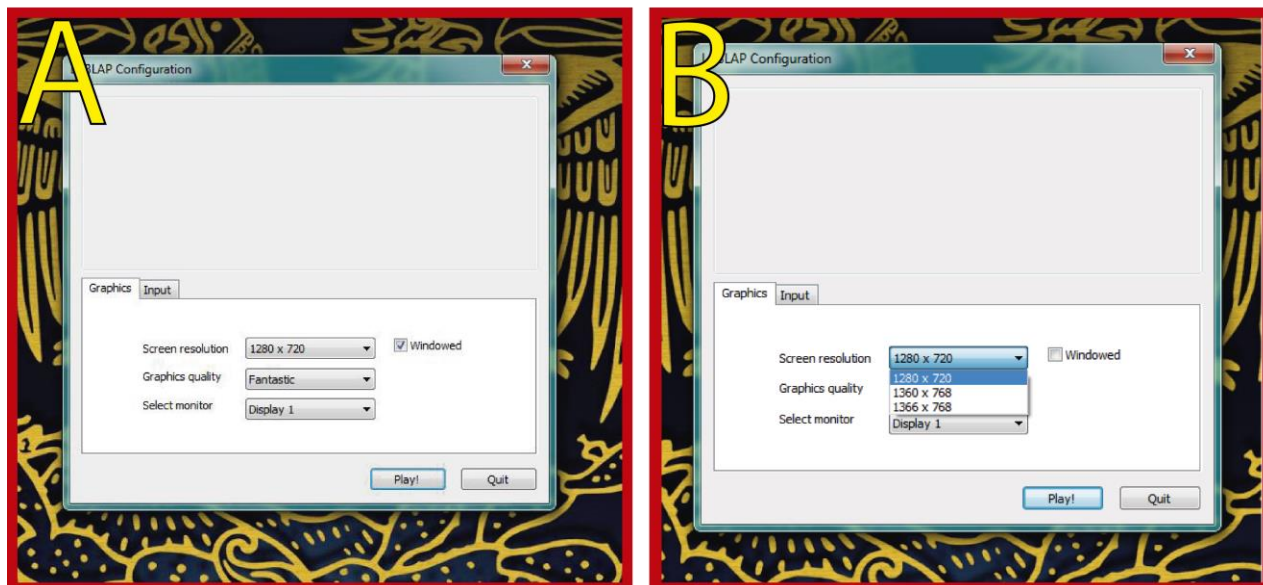 A
BLAP Configuration
Graphics
Input
Screen resolution
1280 x 720
Windowed
Graphics quality
Fantastic
Select monitor
Display 1
Play!
Quit
B
BLAP Configuration
Graphics
Input
Screen resolution
1280 x 720
Windowed
1280 x 720
Graphics quality
1360 x 768
1366 x 768
Select monitor
Display 1
Play!
Quit